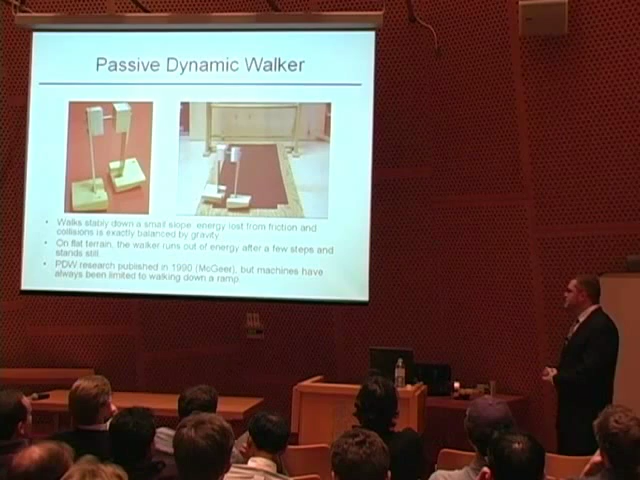 Passive Dynamic Walker
• Walks stably down a small slope: energy lost from friction and
collisions is exactly balanced by gravity
• On flat terrain, the walker runs out of energy after a few steps and
stands still.
• PDW research published in 1990 (McGeer), but machines have
always been limited to walking down a ramp.